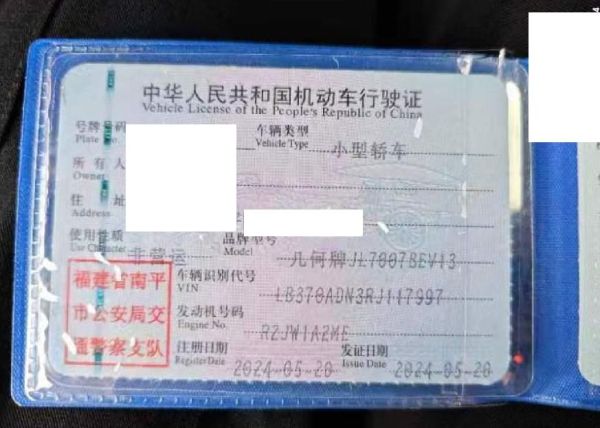 中华人民共和国机动车行驶证
Vehicle License of the People's Republic of China
号牌号码
Plate No.
车辆类型
Vehicle Type
小型轿车
所有人
Owner
住址
Address
使用性质
Use Character
非营运
品牌型号
Model
几何牌JL7007BEV13
福建省南平
市公安局交
通警察支队
车辆识别代号
VIN
LB370ADN3RJ117997
发动机号码
Engine No.
R2JW1A2ME
注册日期
Register Date
2024-05-20
发证日期
Issue Date
2024-05-20